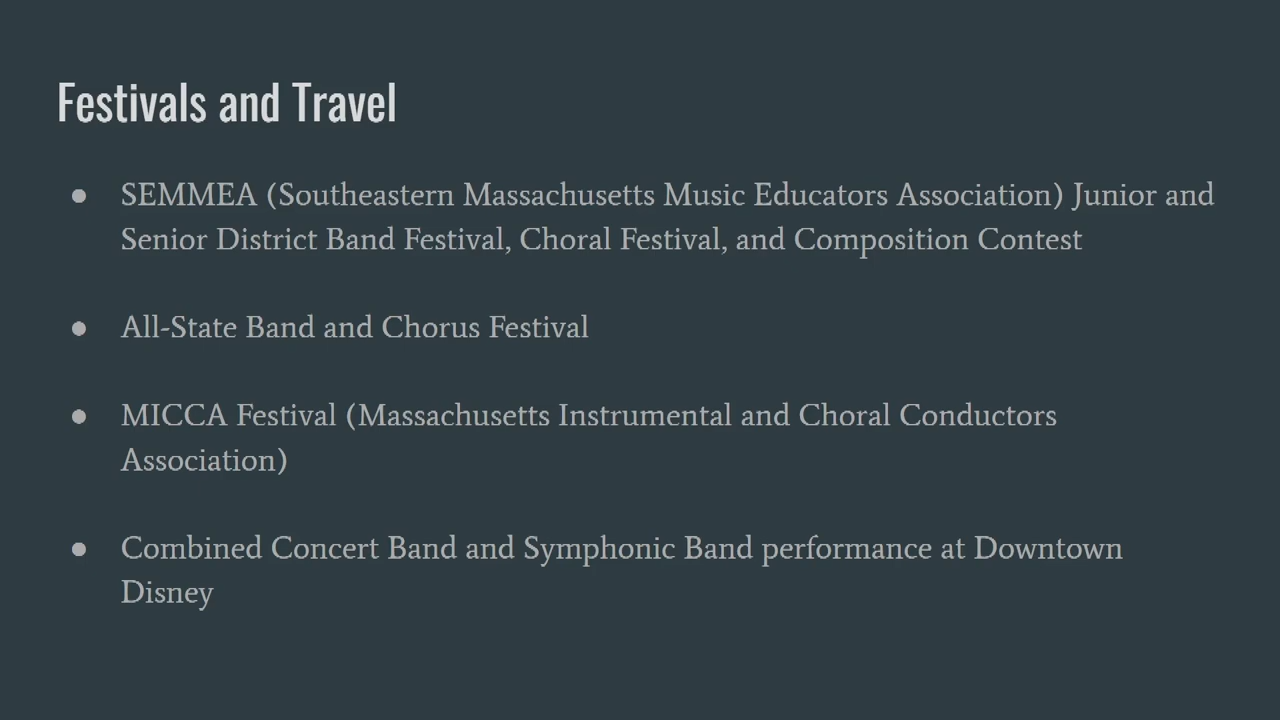 Festivals and Travel
● SEMMEA (Southeastern Massachusetts Music Educators Association) Junior and
Senior District Band Festival, Choral Festival, and Composition Contest
● All-State Band and Chorus Festival
● MICCA Festival (Massachusetts Instrumental and Choral Conductors
Association)
● Combined Concert Band and Symphonic Band performance at Downtown
Disney